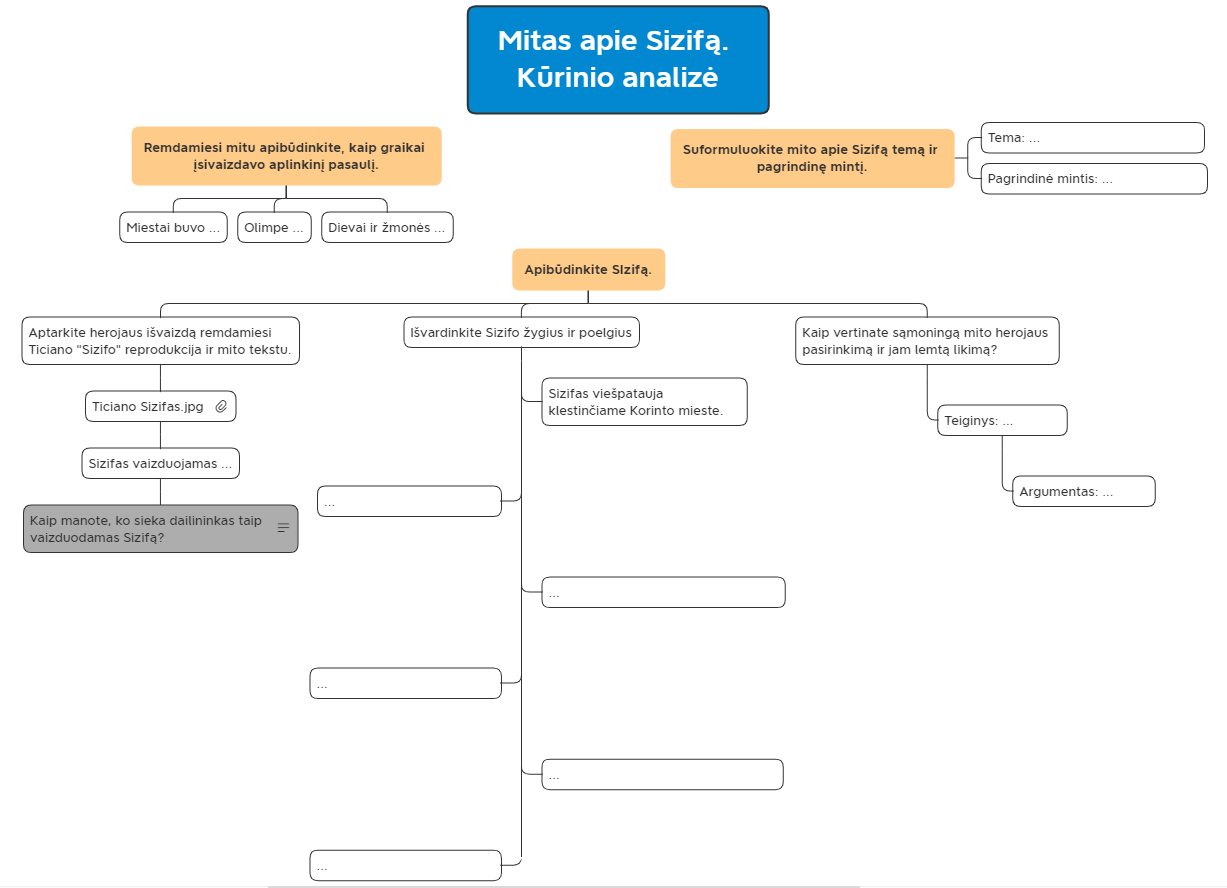 Mitas apie Sizifą.
Kūrinio analizė
Remdamiesi mitu apibūdinkite, kaip graikai
įsivaizdavo aplinkinį pasaulį.
Miestai buvo ...
Olimpe ...
Dievai ir žmonės ...
Suformuluokite mito apie Sizifą temą ir
pagrindinę mintį.
Tema: ...
Pagrindinė mintis: ...
Apibūdinkite SIzifą.
Aptarkite herojaus išvaizdą remdamiesi
Ticiano "Sizifo" reprodukcija ir mito tekstu.
Ticiano Sizifas.jpg
Sizifas vaizduojamas ...
Kaip manote, ko sieka dailininkas taip
vaizduodamas Sizifą?
Išvardinkite Sizifo žygius ir poelgius
Sizifas viešpatauja
klestinčiame Korinto mieste.
...
...
...
...
...
Kaip vertinate sąmoningą mito herojaus
pasirinkimą ir jam lemtą likimą?
Teiginys: ...
Argumentas: ...